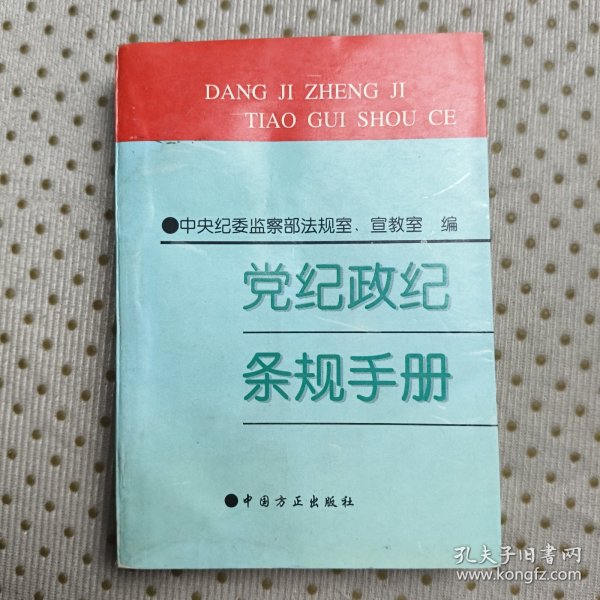 DANG JI ZHENG JI
TIAO GUI SHOU CE
●中央纪委监察部法规室、宣教室 编
党纪政纪
条规手册
●中国方正出版社
孔夫子旧书网
www.kongfz.com